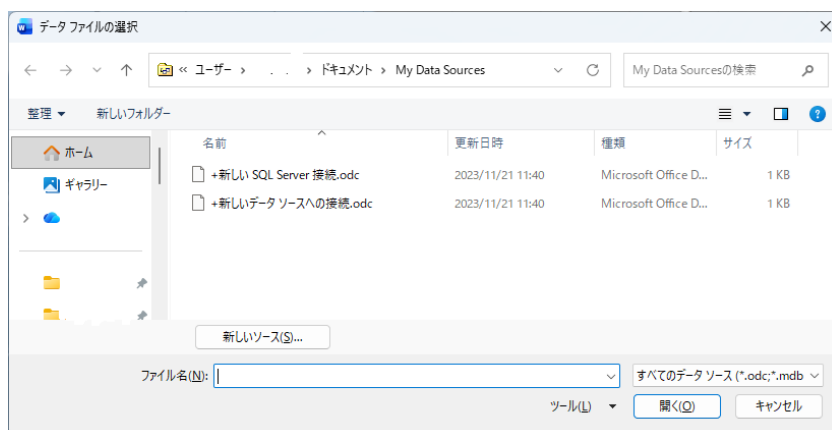 データ ファイルの選択
« ユーザー › . . › ドキュメント › My Data Sources
My Data Sourcesの検索
整理 新しいフォルダー
名前 更新日時 種類 サイズ
ホーム
ギャラリー
+新しい SQL Server 接続.odc 2023/11/21 11:40 Microsoft Office D... 1 KB
+新しいデータ ソースへの接続.odc 2023/11/21 11:40 Microsoft Office D... 1 KB
新しいソース(S)...
ファイル名(N): すべてのデータ ソース (*.odc;*.mdb
ツール(L) 開く(O) キャンセル